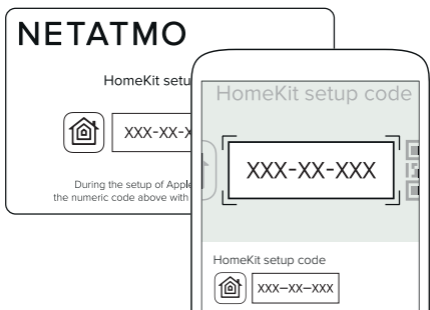 NETATMO
HomeKit setu
XXX-XX-X
During the setup of Apple
the numeric code above with
HomeKit setup code
XXX-XX-XXX
HomeKit setup code
XXX–XX–XXX